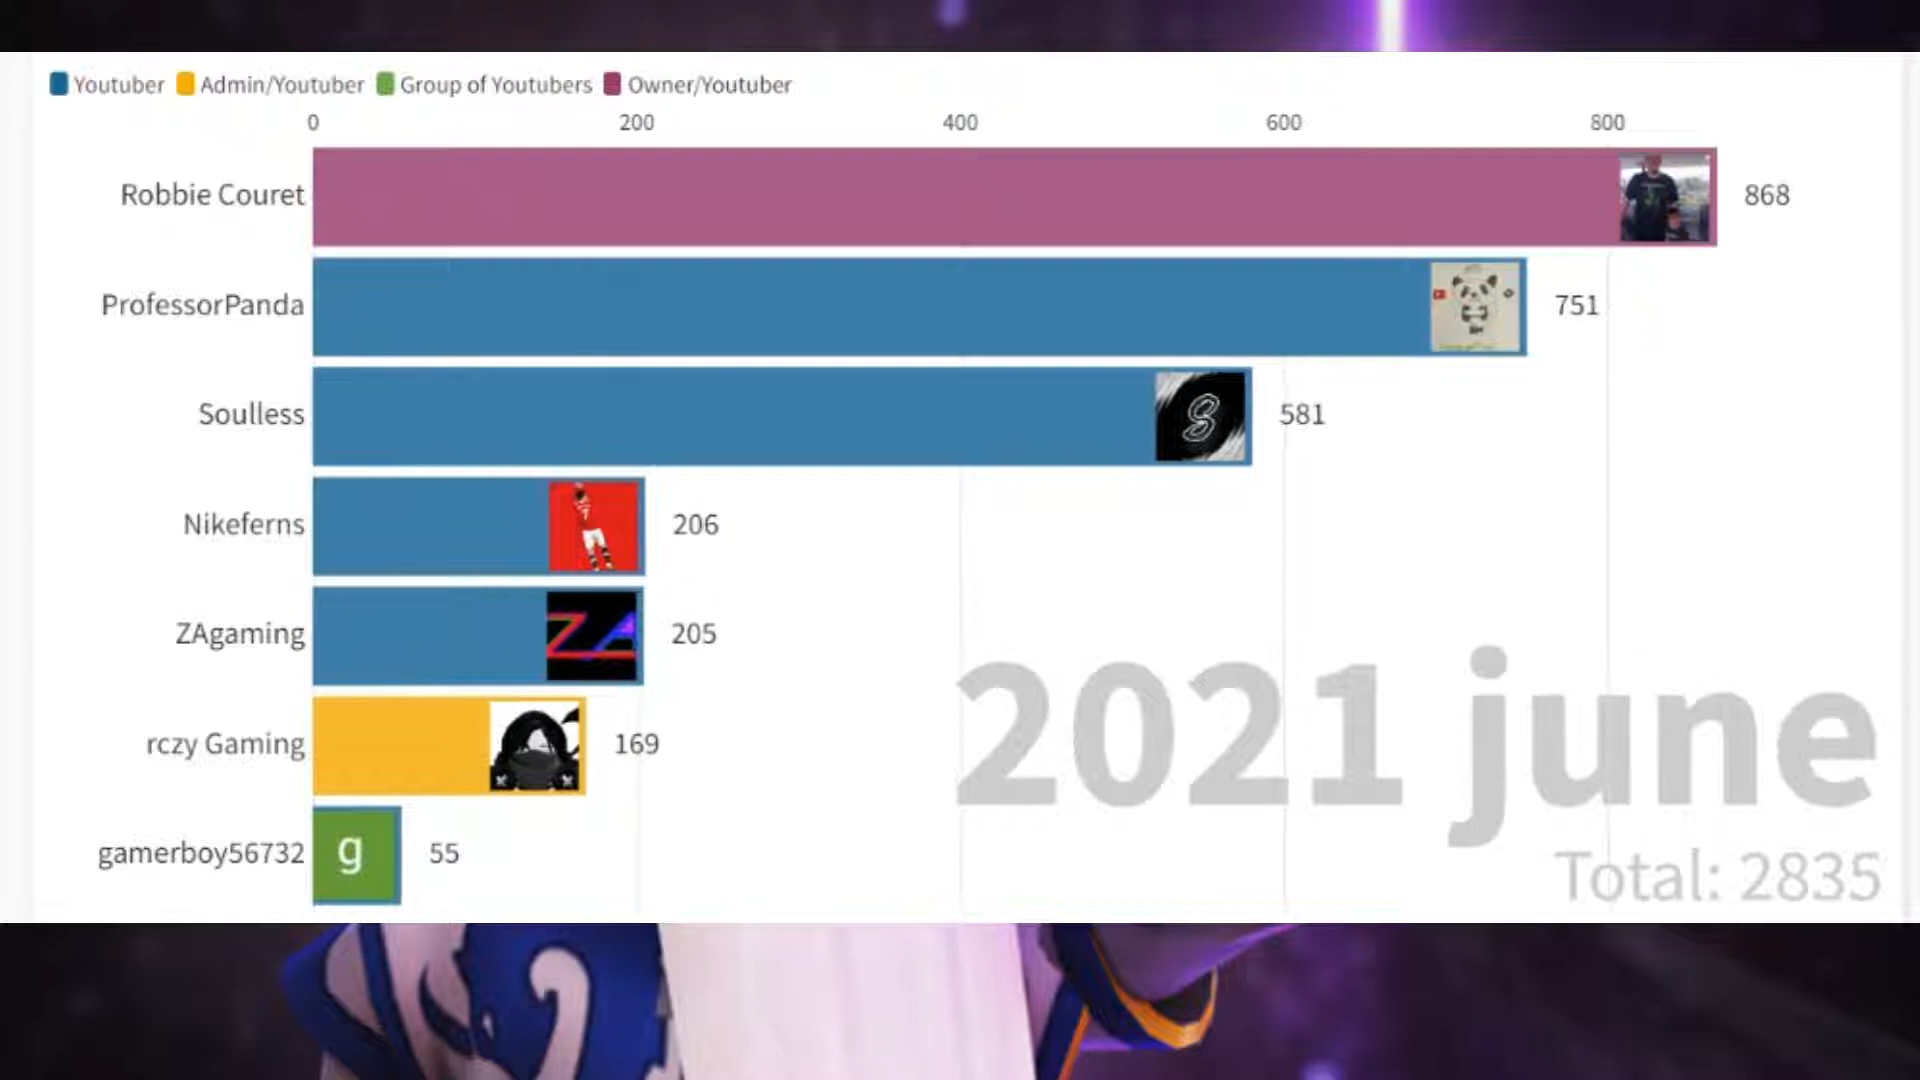 Youtuber Admin/Youtuber Group of Youtubers Owner/Youtuber
0 200 400 600 800
Robbie Couret 868
ProfessorPanda 751
Soulless S 581
Nikeferns 206
ZAgaming ZA 205
rczy Gaming 169
gamerboy56732 g 55
2021 june
Total: 2835